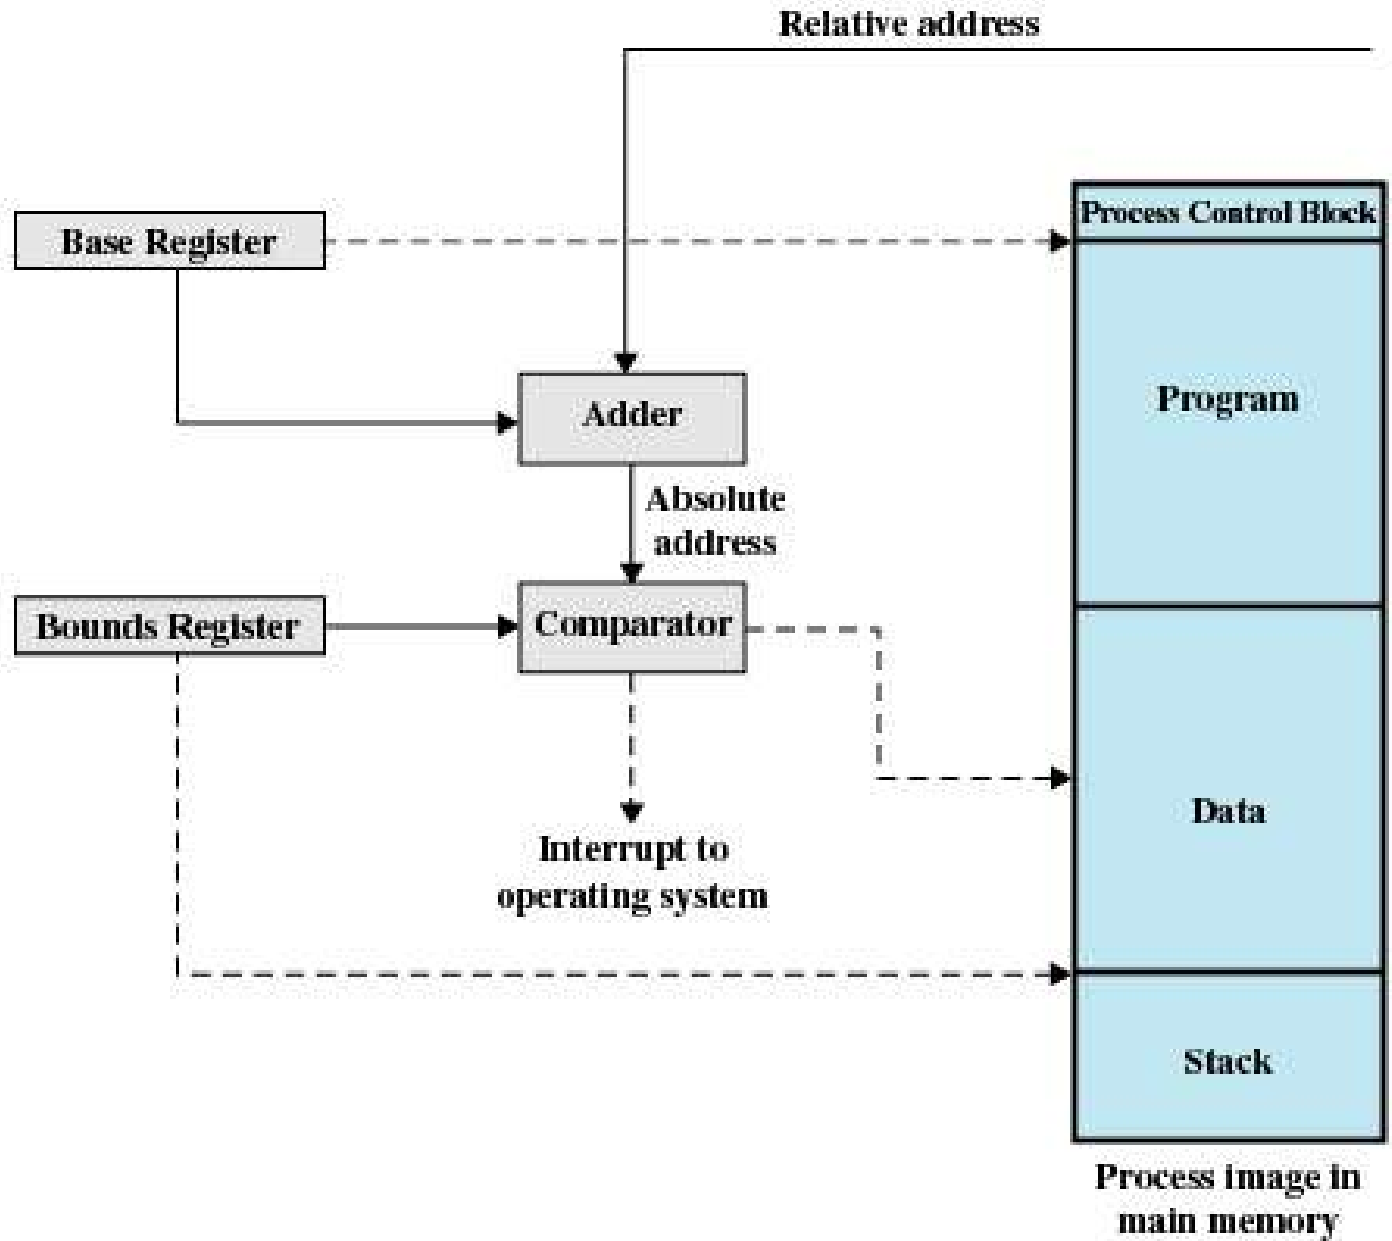 Relative address
Process Control Block
Base Register
Program
Adder
Absolute
address
Bounds Register
Comparator
Data
Interrupt to
operating system
Stack
Process image in
main memory